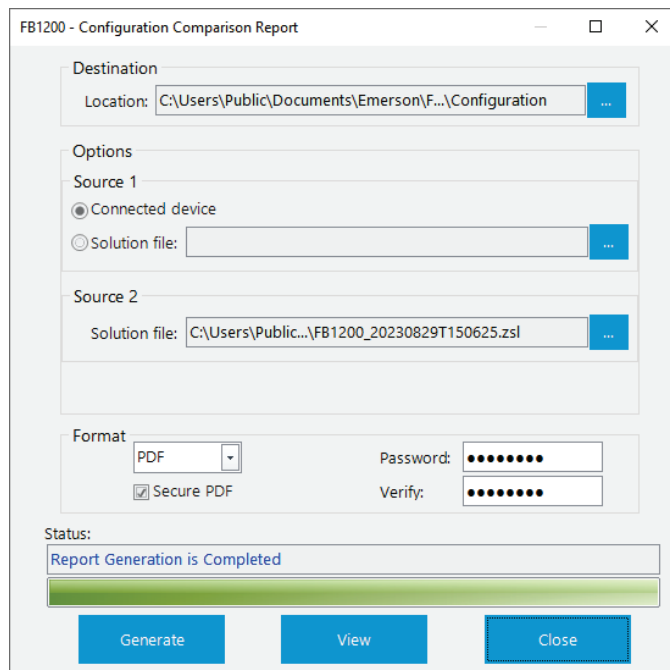 FB1200 - Configuration Comparison Report
Destination
Location: C:\Users\Public\Documents\Emerson\F...\Configuration ...
Options
Source 1
Connected device
Solution file: ...
Source 2
Solution file: C:\Users\Public...\FB1200_20230829T150625.zsl ...
Format
PDF Password: ●●●●●●●●
Secure PDF Verify: ●●●●●●●●
Status:
Report Generation is Completed
Generate View Close